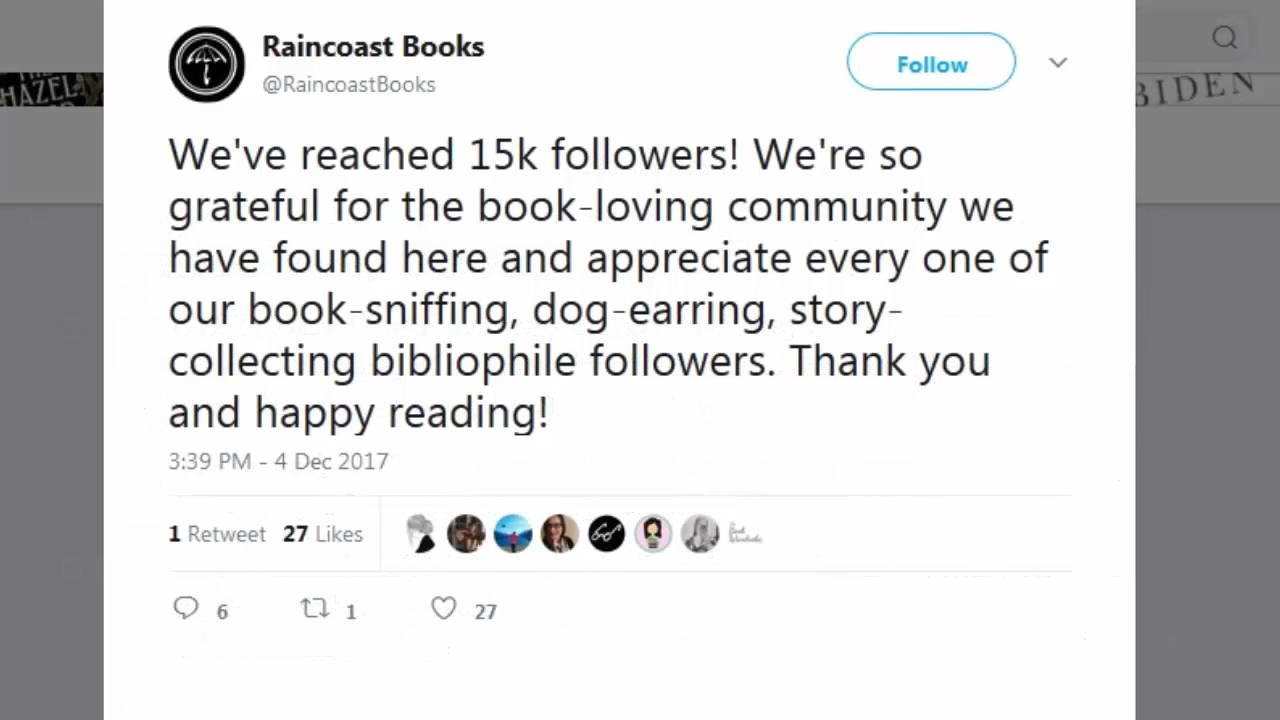 Raincoast Books
@RaincoastBooks
Follow
HAZEL
BIDEN
We've reached 15k followers! We're so
grateful for the book-loving community we
have found here and appreciate every one of
our book-sniffing, dog-earring, story-
collecting bibliophile followers. Thank you
and happy reading!
3:39 PM - 4 Dec 2017
1 Retweet 27 Likes
6 1 27